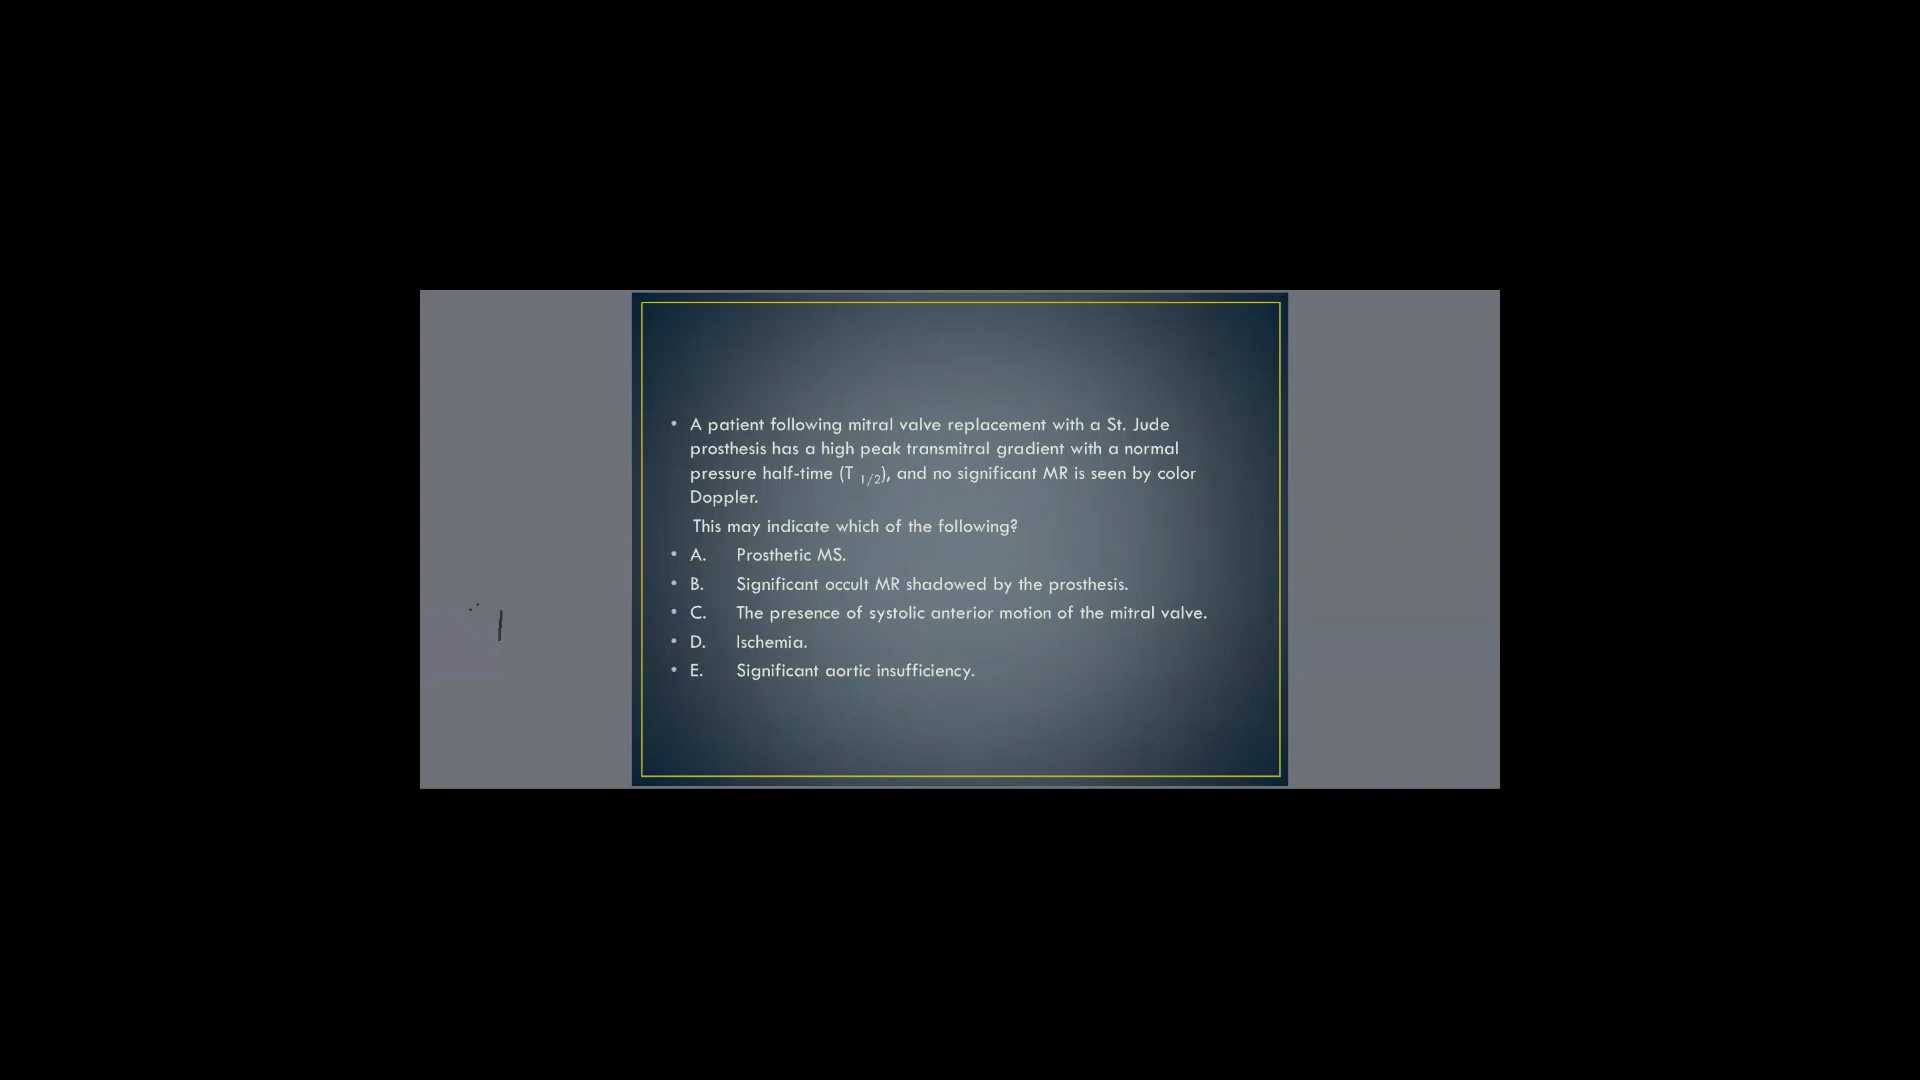 • A patient following mitral valve replacement with a St. Jude
prosthesis has a high peak transmitral gradient with a normal
pressure half-time (T 1/2), and no significant MR is seen by color
Doppler.
This may indicate which of the following?
• A. Prosthetic MS.
• B. Significant occult MR shadowed by the prosthesis.
• C. The presence of systolic anterior motion of the mitral valve.
• D. Ischemia.
• E. Significant aortic insufficiency.